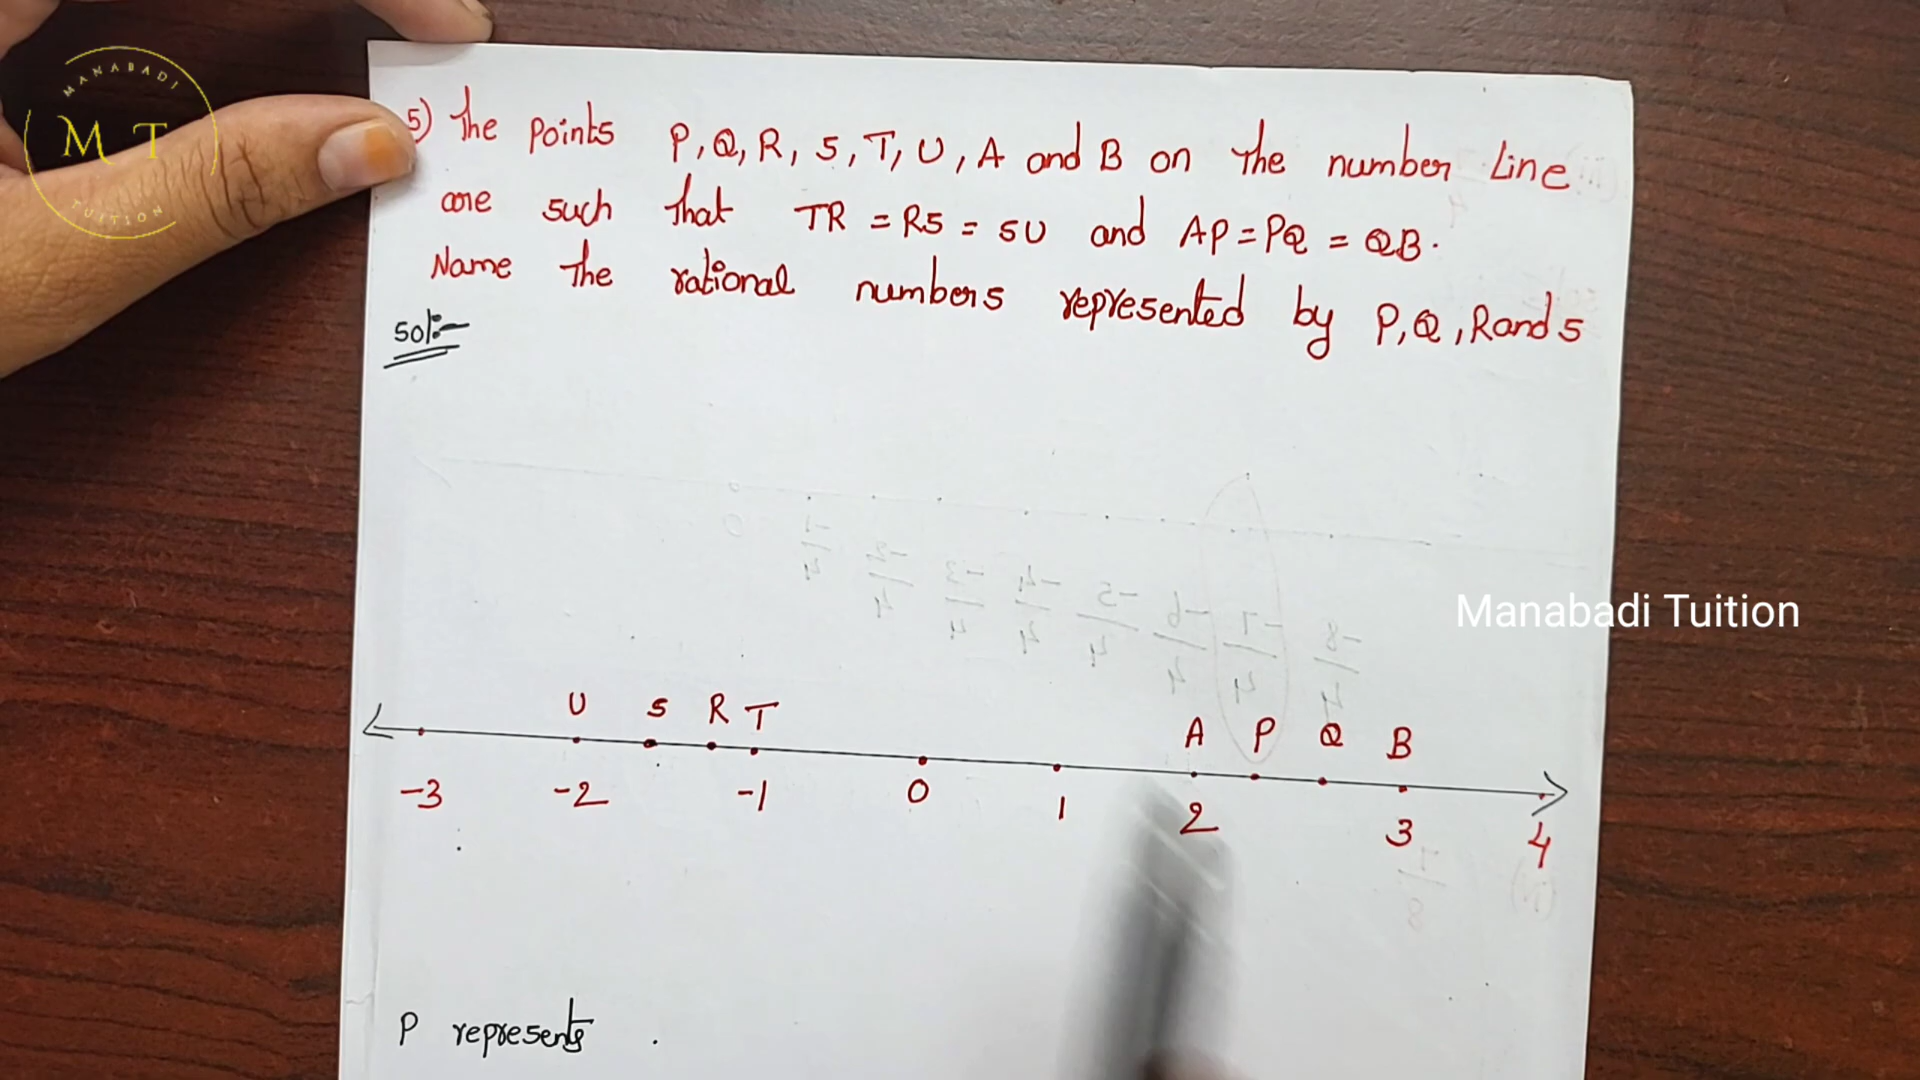 MANABADI
MT
TUITION
5) The points P, Q, R, S, T, U, A and B on the number Line
are such that TR = RS = SU and AP = PQ = QB.
Name the rational numbers represented by P, Q, R and S
Sol:-
Manabadi Tuition
U S R T A P Q B
-3 -2 -1 0 1 2 3 4
P represents .